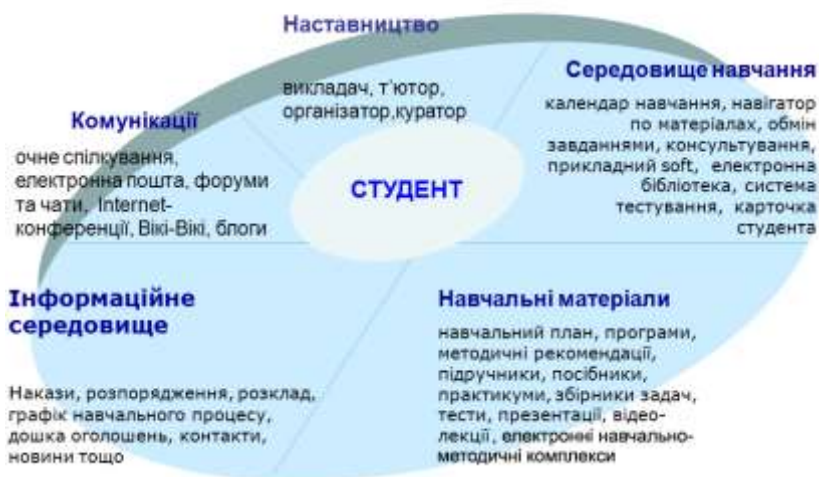 Наставництво
викладач, т’ютор,
організатор,куратор
Комунікації
очне спілкування,
електронна пошта, форуми
та чати, Internet-
конференції, Вікі-Вікі, блоги
Середовище навчання
календар навчання, навігатор
по матеріалах, обмін
завданнями, консультування,
прикладний soft, електронна
бібліотека, система
тестування, карточка
студента
СТУДЕНТ
Інформаційне
середовище
Накази, розпорядження, розклад,
графік навчального процесу,
дошка оголошень, контакти,
новини тощо
Навчальні матеріали
навчальний план, програми,
методичні рекомендації,
підручники, посібники,
практикуми, збірники задач,
тести, презентації, відео-
лекції, електронні навчально-
методичні комплекси